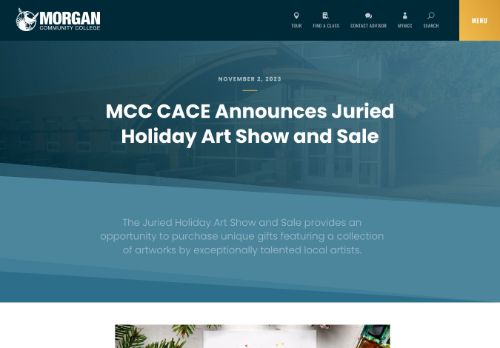 MORGAN
COMMUNITY COLLEGE
TOUR
FIND A CLASS
CONTACT ADVISOR
MYMCC
SEARCH
MENU
NOVEMBER 2, 2023
MCC CACE Announces Juried
Holiday Art Show and Sale
The Juried Holiday Art Show and Sale provides an
opportunity to purchase unique gifts featuring a collection
of artworks by exceptionally talented local artists.